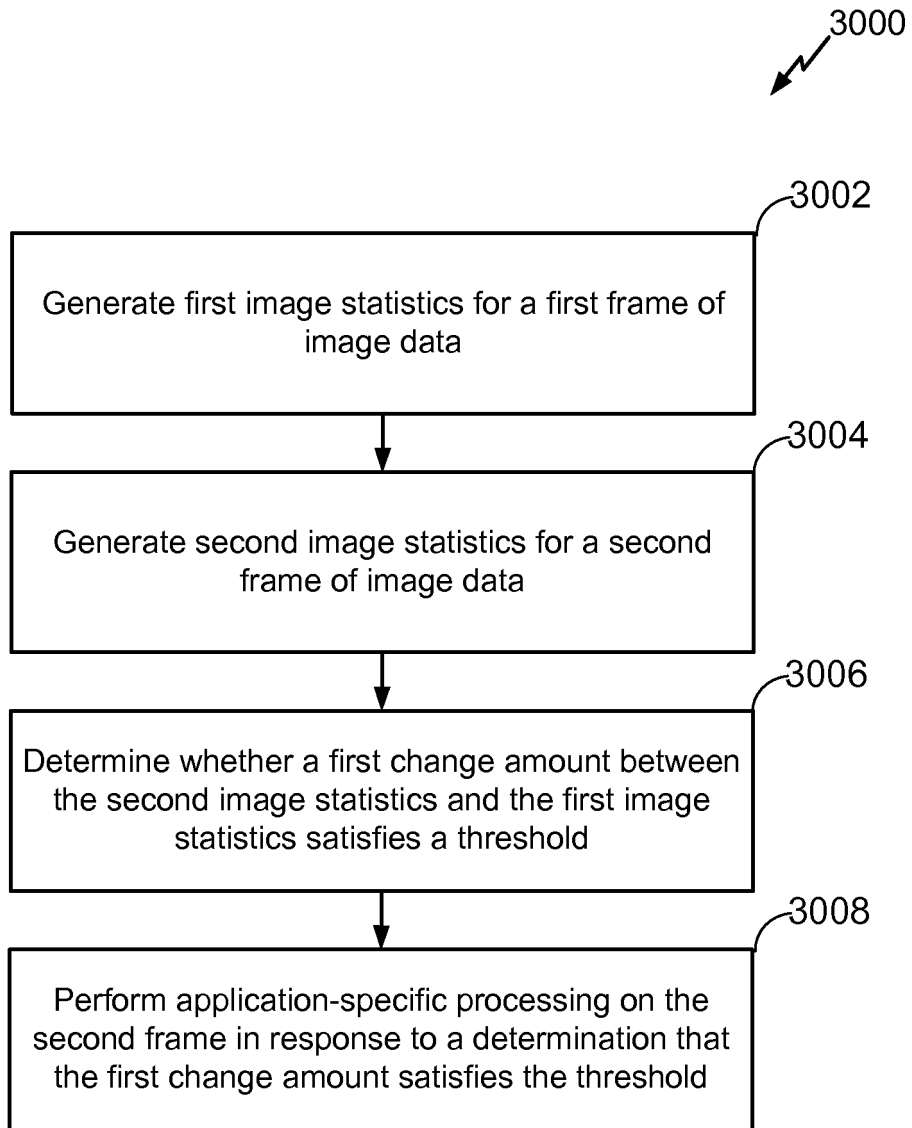 3000
3002
Generate first image statistics for a first frame of
image data
3004
Generate second image statistics for a second
frame of image data
3006
Determine whether a first change amount between
the second image statistics and the first image
statistics satisfies a threshold
3008
Perform application-specific processing on the
second frame in response to a determination that
the first change amount satisfies the threshold